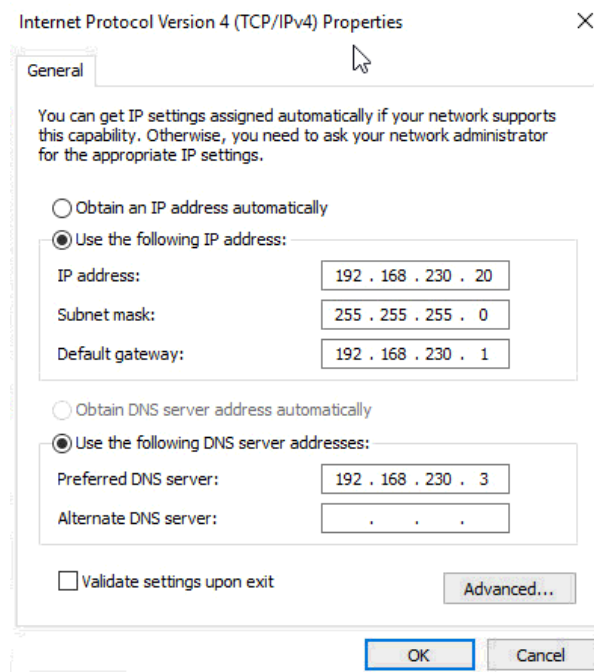 Internet Protocol Version 4 (TCP/IPv4) Properties
General
You can get IP settings assigned automatically if your network supports
this capability. Otherwise, you need to ask your network administrator
for the appropriate IP settings.
Obtain an IP address automatically
Use the following IP address:
IP address: 192 . 168 . 230 . 20
Subnet mask: 255 . 255 . 255 . 0
Default gateway: 192 . 168 . 230 . 1
Obtain DNS server address automatically
Use the following DNS server addresses:
Preferred DNS server: 192 . 168 . 230 . 3
Alternate DNS server: . . .
Validate settings upon exit
Advanced...
OK Cancel